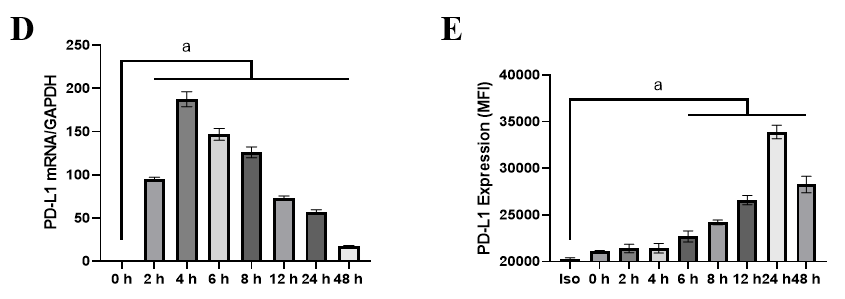 D
E
a
PD-L1 mRNA/GAPDH
250
200
150
100
50
0
0 h 2 h 4 h 6 h 8 h 12 h 24 h 48 h
a
PD-L1 Expression (MFI)
40000
35000
30000
25000
20000
Iso 0 h 2 h 4 h 6 h 8 h 12 h 24 h 48 h